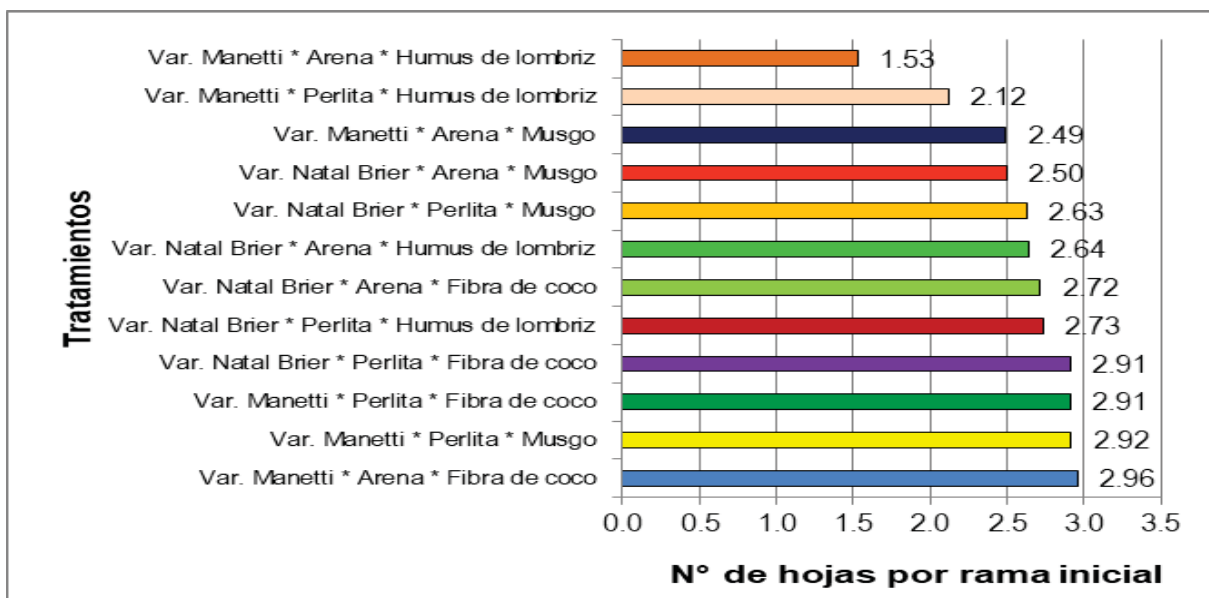 Tratamientos
Var. Manetti * Arena * Humus de lombriz 1.53
Var. Manetti * Perlita * Humus de lombriz 2.12
Var. Manetti * Arena * Musgo 2.49
Var. Natal Brier * Arena * Musgo 2.50
Var. Natal Brier * Perlita * Musgo 2.63
Var. Natal Brier * Arena * Humus de lombriz 2.64
Var. Natal Brier * Arena * Fibra de coco 2.72
Var. Natal Brier * Perlita * Humus de lombriz 2.73
Var. Natal Brier * Perlita * Fibra de coco 2.91
Var. Manetti * Perlita * Fibra de coco 2.91
Var. Manetti * Perlita * Musgo 2.92
Var. Manetti * Arena * Fibra de coco 2.96
0.0 0.5 1.0 1.5 2.0 2.5 3.0 3.5
N° de hojas por rama inicial